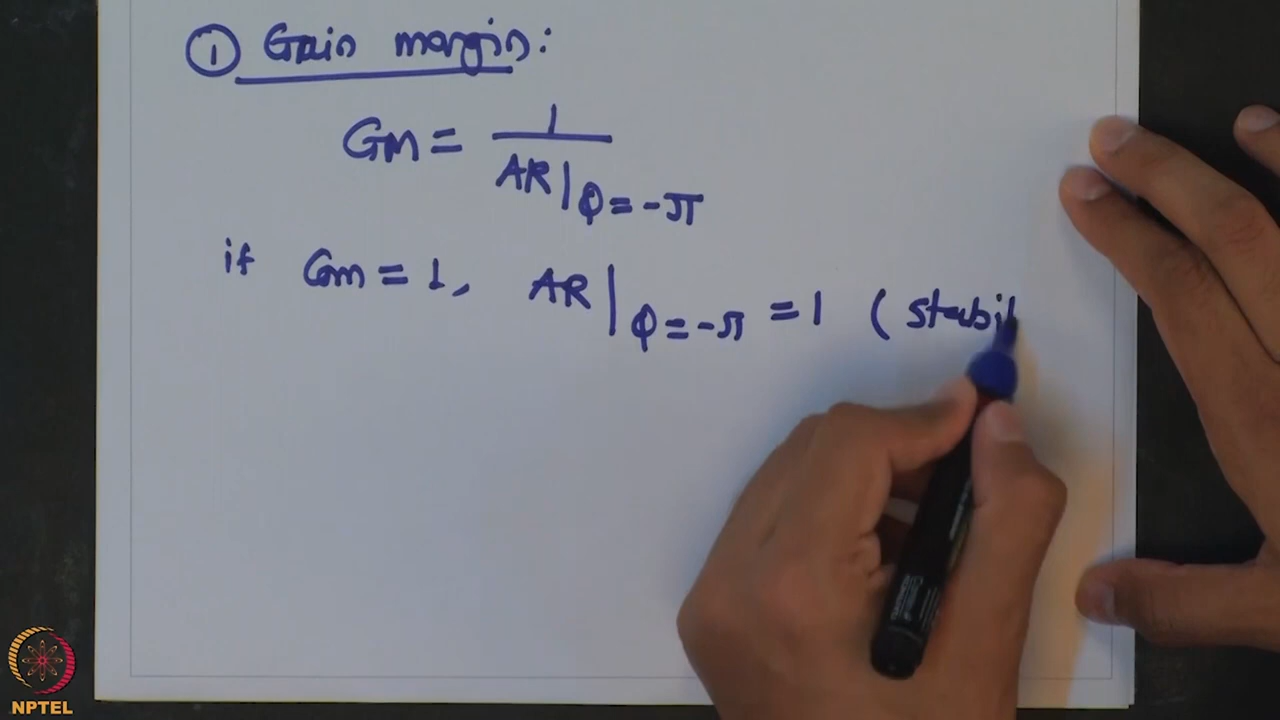 ① Gain margin:
GM = 1 / AR|φ = -π
if GM = 1, AR|φ = -π = 1 (stabil
NPTEL